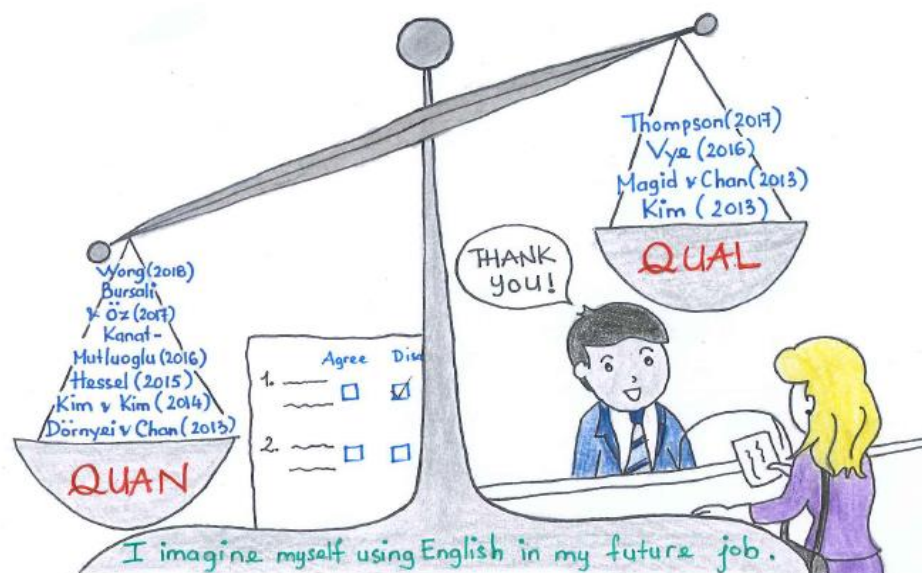 Thompson(2017)
Vye (2016)
Magid & Chan(2013)
Kim (2013)
QUAL
THANK
YOU!
Wong(2018)
Bursali
& Öz(2017)
Kanat-
Mutluoglu(2016)
Hessel (2015)
Kim & Kim (2014)
Dörnyei & Chan(2013)
QUAN
Agree Disa
1.
2.
I imagine myself using English in my future job.